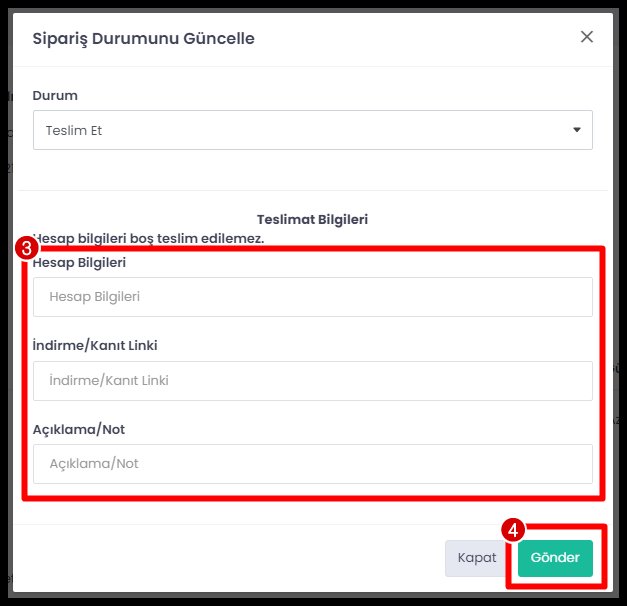 Sipariş Durumunu Güncelle
Durum
Teslim Et
Teslimat Bilgileri
Hesap bilgileri boş teslim edilemez.
3
Hesap Bilgileri
Hesap Bilgileri
İndirme/Kanıt Linki
İndirme/Kanıt Linki
Açıklama/Not
Açıklama/Not
4
Kapat
Gönder